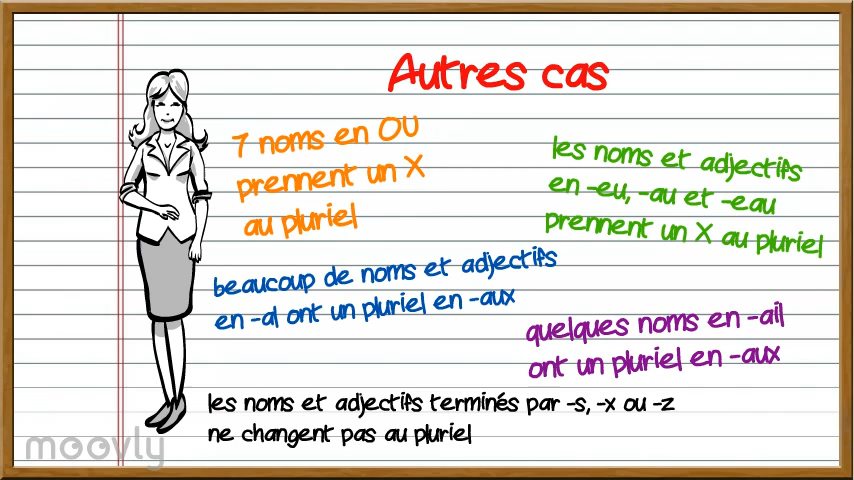 Autres cas
7 noms en OU
prennent un X
au pluriel
les noms et adjectifs
en -eu, -au et -eau
prennent un X au pluriel
beaucoup de noms et adjectifs
en -al ont un pluriel en -aux
quelques noms en -ail
ont un pluriel en -aux
les noms et adjectifs terminés par -s, -x ou -z
ne changent pas au pluriel
moovly